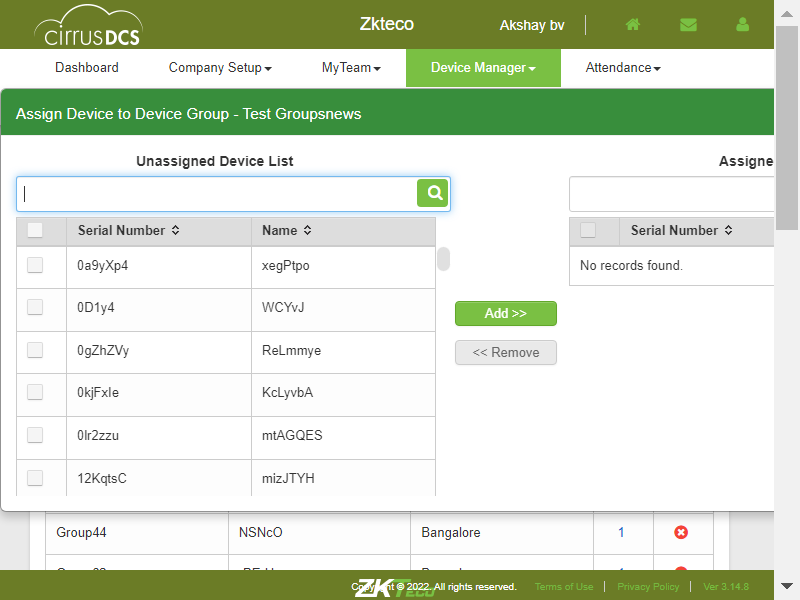 cirrusDCS
Zkteco
Akshay bv
Dashboard
Company Setup
MyTeam
Device Manager
Attendance
Assign Device to Device Group - Test Groupsnews
Unassigned Device List
Assigne
Serial Number
Name
Serial Number
0a9yXp4
xegPtpo
No records found.
0D1y4
WCYvJ
Add >>
0gZhZVy
ReLmmye
<< Remove
0kjFxIe
KcLyvbA
0lr2zzu
mtAGQES
12KqtsC
mizJTYH
Group44
NSNcO
Bangalore
1
ZKTeco
Copyright © 2022. All rights reserved.
Terms of Use
Privacy Policy
Ver 3.14.8